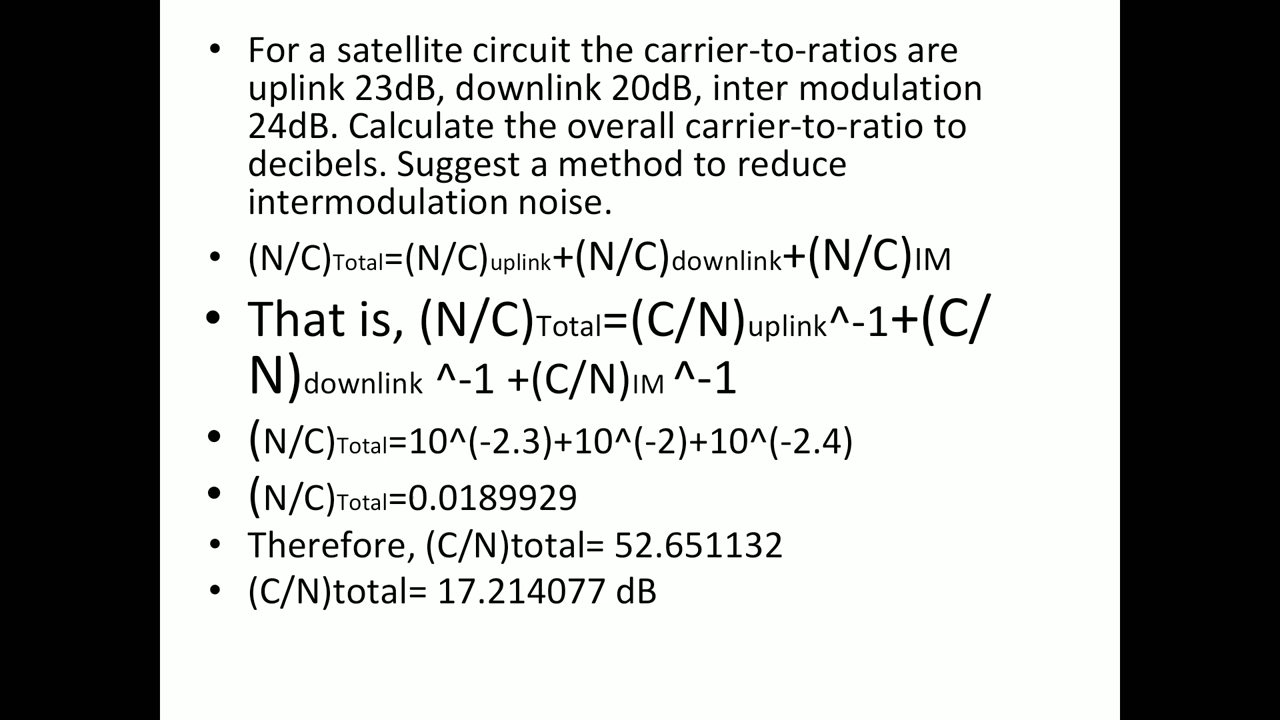 • For a satellite circuit the carrier-to-ratios are
uplink 23dB, downlink 20dB, inter modulation
24dB. Calculate the overall carrier-to-ratio to
decibels. Suggest a method to reduce
intermodulation noise.
• (N/C)Total=(N/C)uplink+(N/C)downlink+(N/C)IM
• That is, (N/C)Total=(C/N)uplink^-1+(C/
N)downlink ^-1 +(C/N)IM ^-1
• (N/C)Total=10^(-2.3)+10^(-2)+10^(-2.4)
• (N/C)Total=0.0189929
• Therefore, (C/N)total= 52.651132
• (C/N)total= 17.214077 dB